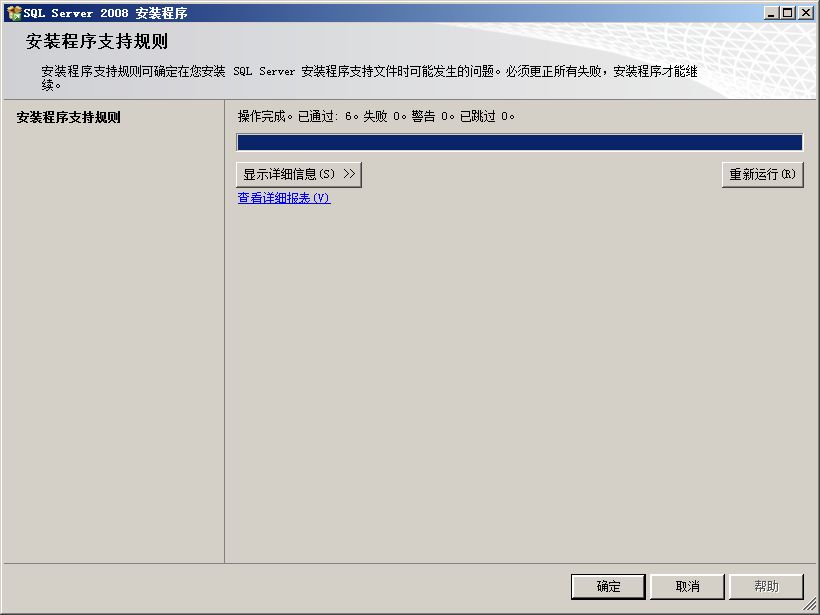 SQL Server 2008 安装程序
安装程序支持规则
安装程序支持规则可确定在您安装 SQL Server 安装程序支持文件时可能发生的问题。必须更正所有失败，安装程序才能继
续。
安装程序支持规则
操作完成。已通过: 6。失败 0。警告 0。已跳过 0。
显示详细信息(S) >>
重新运行(R)
查看详细报表(V)
确定
取消
帮助